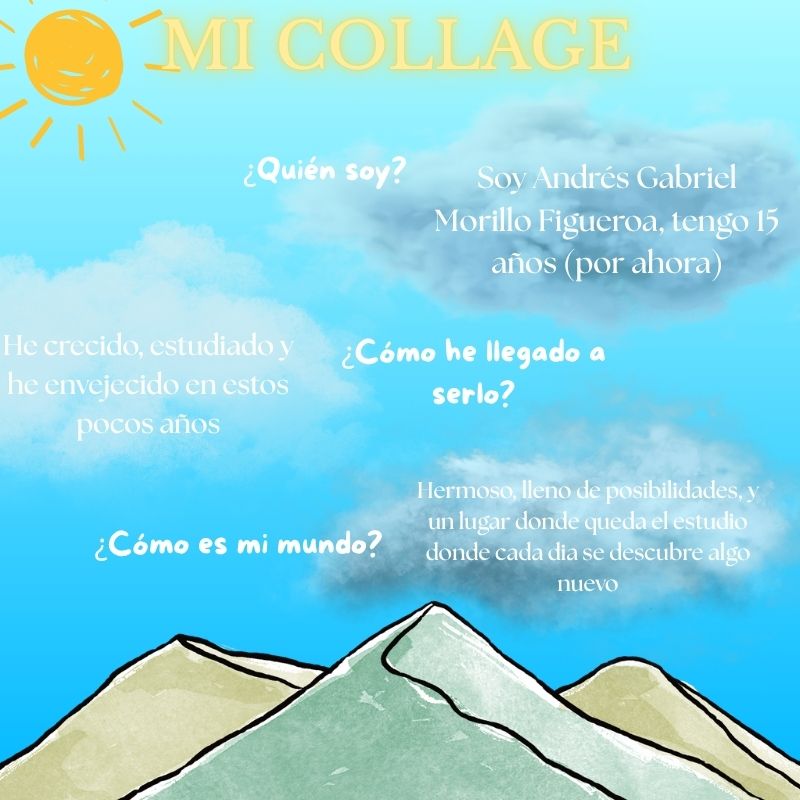 MI COLLAGE
¿Quién soy?
Soy Andrés Gabriel
Morillo Figueroa, tengo 15
años (por ahora)
¿Cómo he llegado a
serlo?
He crecido, estudiado y
he envejecido en estos
pocos años
¿Cómo es mi mundo?
Hermoso, lleno de posibilidades, y
un lugar donde queda el estudio
donde cada dia se descubre algo
nuevo